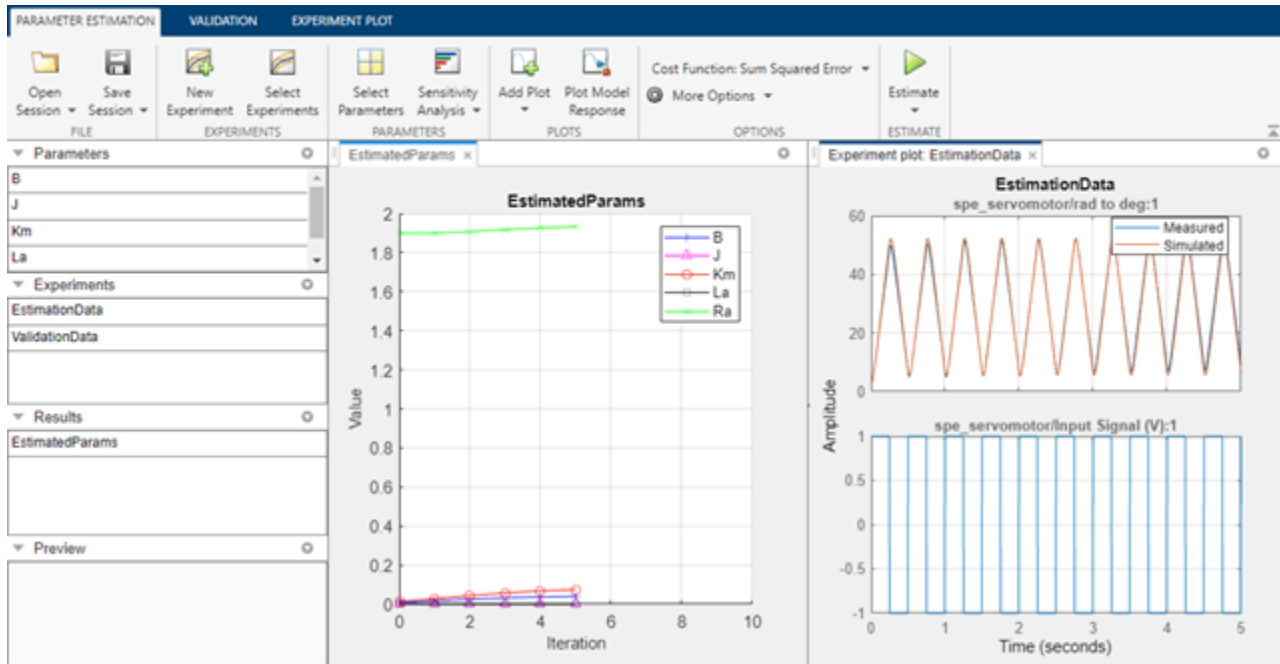 PARAMETER ESTIMATION VALIDATION EXPERIMENT PLOT
Open Session Save Session New Experiment Select Experiments Select Parameters Sensitivity Analysis Add Plot Plot Model Response Cost Function: Sum Squared Error Estimate
More Options
FILE EXPERIMENTS PARAMETERS PLOTS OPTIONS ESTIMATE
Parameters
B
J
Km
La
Experiments
EstimationData
ValidationData
Results
EstimatedParams
Preview
EstimatedParams ×
EstimatedParams
2
1.8
1.6
1.4
1.2
1
0.8
0.6
0.4
0.2
0
Value
B
J
Km
La
Ra
0 2 4 6 8 10
Iteration
Experiment plot: EstimationData ×
EstimationData
spe_servomotor/rad to deg:1
60
40
20
0
Measured
Simulated
Amplitude
spe_servomotor/Input Signal (V):1
1
0.5
0
-0.5
-1
0 1 2 3 4 5
Time (seconds)